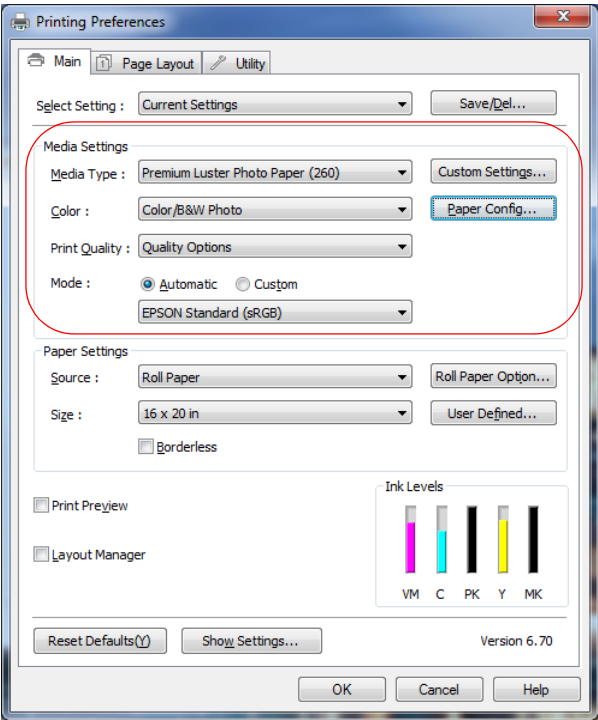 Printing Preferences
Main
Page Layout
Utility
Select Setting :
Current Settings
Save/Del...
Media Settings
Media Type :
Premium Luster Photo Paper (260)
Custom Settings...
Color :
Color/B&W Photo
Paper Config...
Print Quality :
Quality Options
Mode :
Automatic
Custom
EPSON Standard (sRGB)
Paper Settings
Source :
Roll Paper
Roll Paper Option...
Size :
16 x 20 in
User Defined...
Borderless
Print Preview
Layout Manager
Ink Levels
VM C PK Y MK
Reset Defaults(Y)
Show Settings...
Version 6.70
OK
Cancel
Help